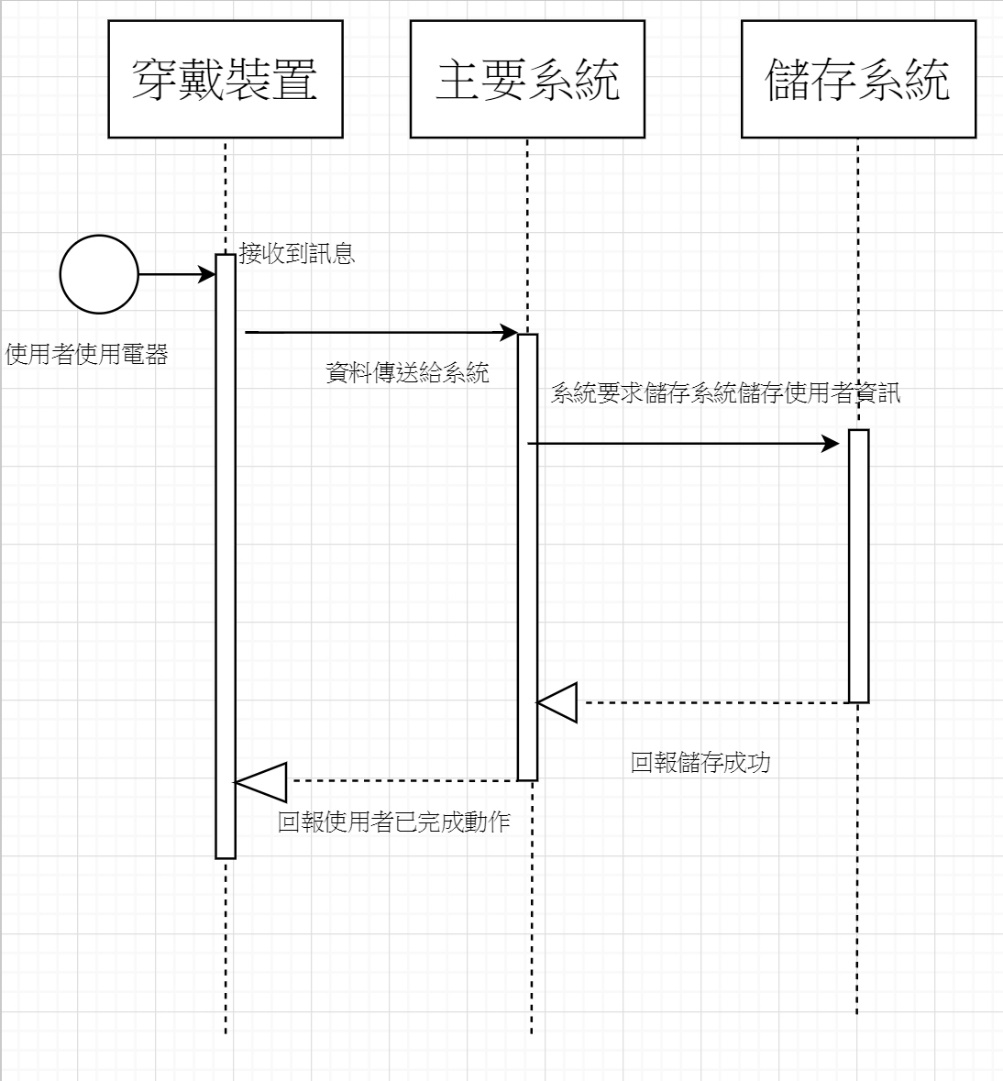 穿戴裝置
主要系統
儲存系統
接收到訊息
使用者使用電器
資料傳送給系統
系統要求儲存系統儲存使用者資訊
回報儲存成功
回報使用者已完成動作